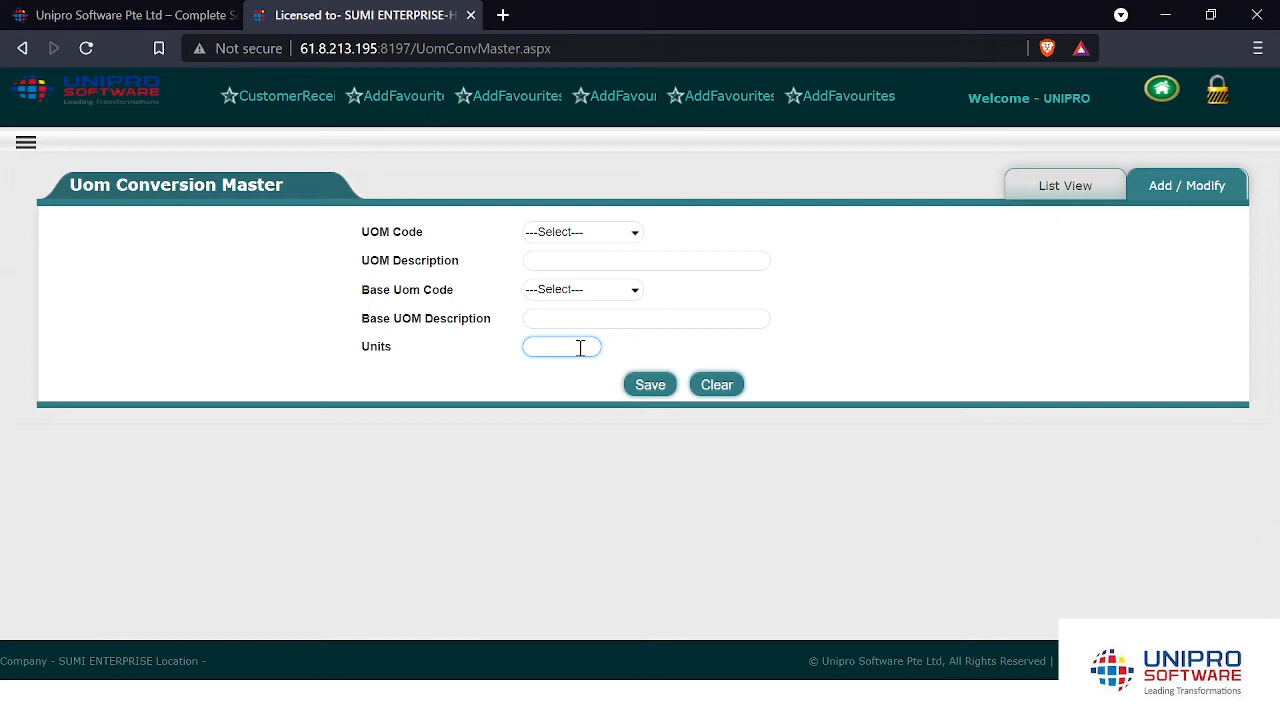 Unipro Software Pte Ltd – Complete S
Licensed to- SUMI ENTERPRISE-H
Not secure
61.8.213.195:8197/UomConvMaster.aspx
UNIPRO
SOFTWARE
Leading Transformations
CustomerRecei
AddFavourite
AddFavourites
AddFavou
AddFavourites
AddFavourites
Welcome - UNIPRO
Uom Conversion Master
List View
Add / Modify
UOM Code
---Select---
UOM Description
Base Uom Code
---Select---
Base UOM Description
Units
Save
Clear
Company - SUMI ENTERPRISE Location -
© Unipro Software Pte Ltd, All Rights Reserved |
UNIPRO
SOFTWARE
Leading Transformations